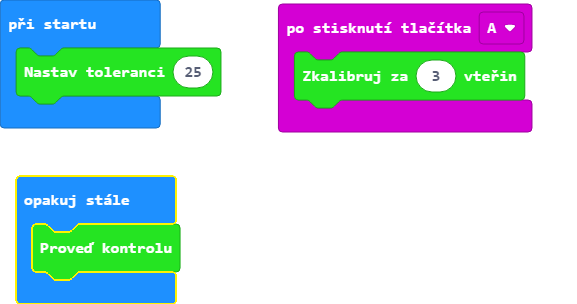 při startu
Nastav toleranci 25
po stisknutí tlačítka A
Zkalibruj za 3 vteřin
opakuj stále
Proveď kontrolu